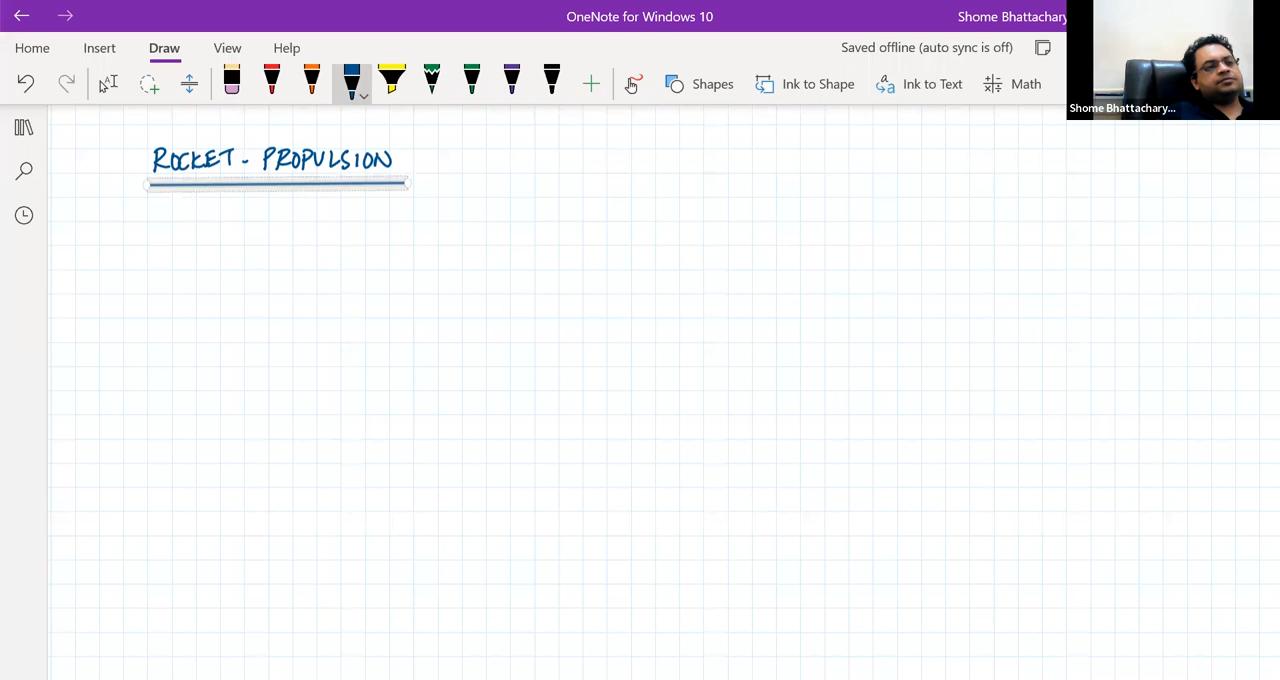 OneNote for Windows 10
Shome Bhattachary
Home Insert Draw View Help
Saved offline (auto sync is off)
Shapes Ink to Shape Ink to Text Math
Shome Bhattachary...
ROCKET - PROPULSION